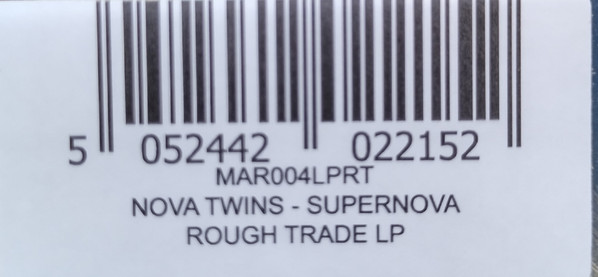 5 052442 022152
MAR004LPRT
NOVA TWINS - SUPERNOVA
ROUGH TRADE LP